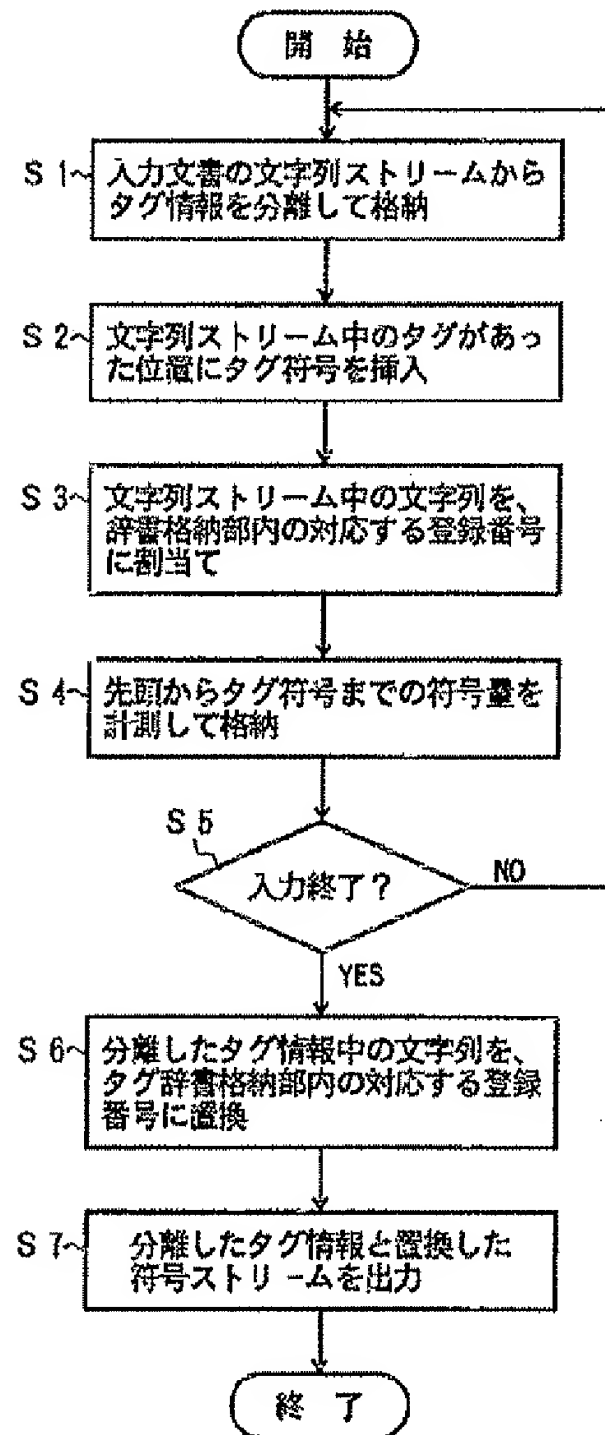 開 始
S 1 入力文書の文字列ストリームから
タグ情報を分離して格納
S 2 文字列ストリーム中のタグがあっ
た位置にタグ符号を挿入
S 3 文字列ストリーム中の文字列を、
辞書格納部内の対応する登録番号
に割当て
S 4 先頭からタグ符号までの符号量を
計測して格納
S 5
入力終了?
NO
YES
S 6 分離したタグ情報中の文字列を、
タグ辞書格納部内の対応する登録
番号に置換
S 7 分離したタグ情報と置換した
符号ストリームを出力
終 了